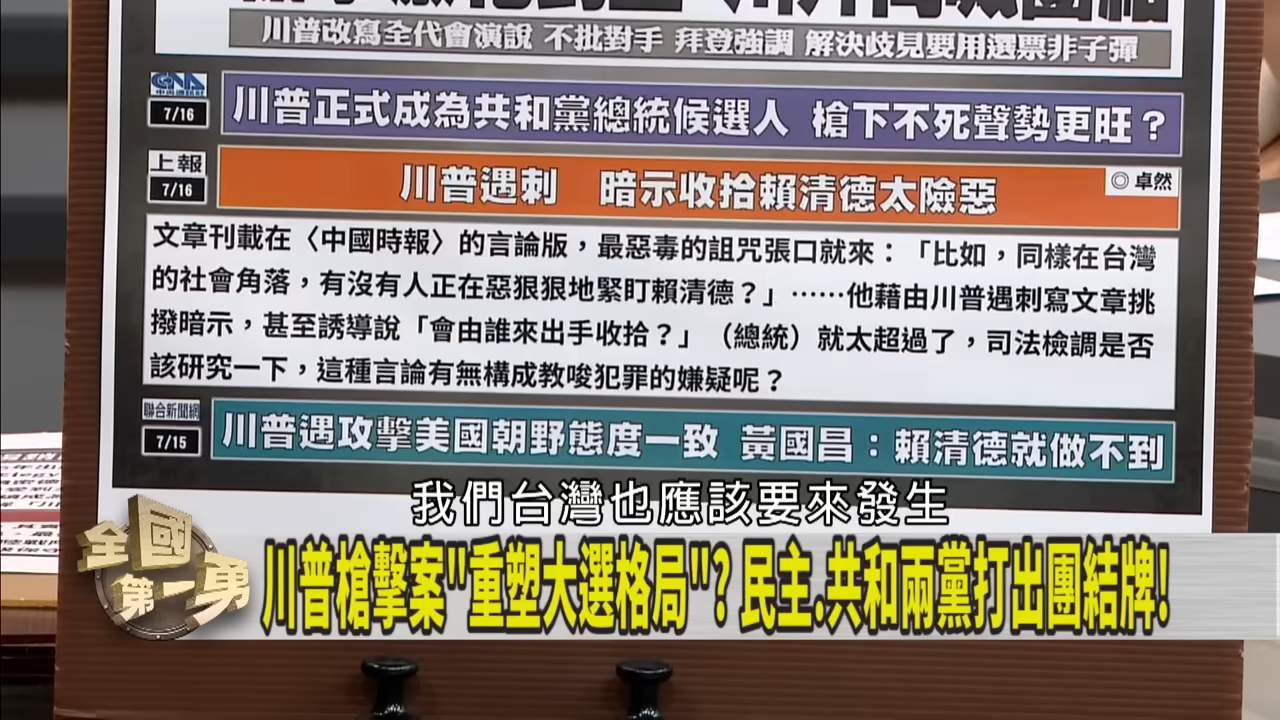 川普改寫全代會演說 不批對手 拜登強調 解決歧見要用選票非子彈
CNA
中央通訊社
7/16
川普正式成為共和黨總統候選人 槍下不死聲勢更旺？
上報
7/16
川普遇刺 暗示收拾賴清德太險惡
◎ 卓然
文章刊載在〈中國時報〉的言論版，最惡毒的詛咒張口就來：「比如，同樣在台灣
的社會角落，有沒有人正在惡狠狠地緊盯賴清德？」……他藉由川普遇刺寫文章挑
撥暗示，甚至誘導說「會由誰來出手收拾？」（總統）就太超過了，司法檢調是否
該研究一下，這種言論有無構成教唆犯罪的嫌疑呢？
聯合新聞網
7/15
川普遇攻擊美國朝野態度一致 黃國昌：賴清德就做不到
我們台灣也應該要來發生
全國第一勇
川普槍擊案"重塑大選格局"？民主.共和兩黨打出團結牌!